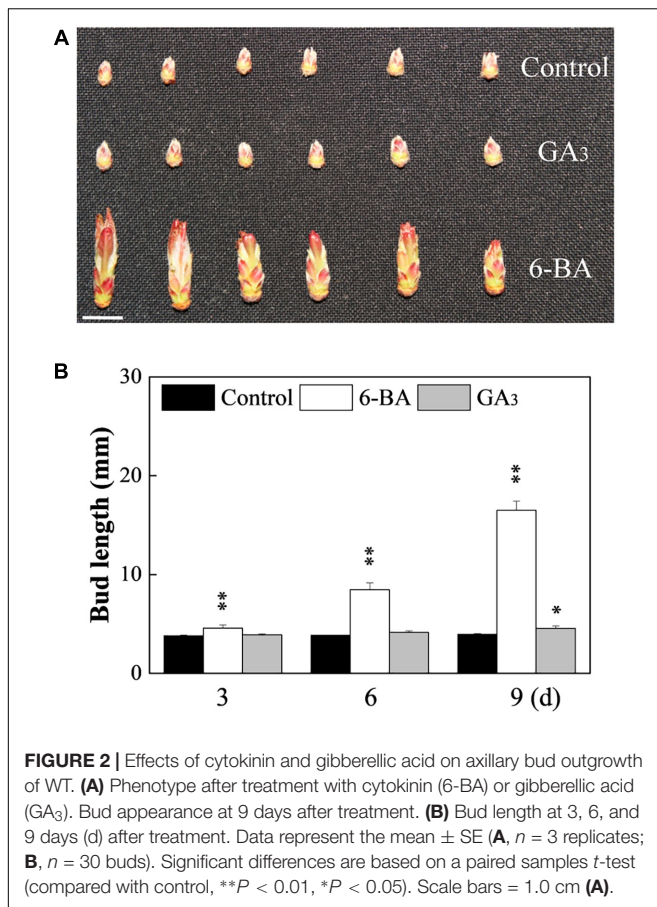 A
Control
GA₃
6-BA
B
30
Control 6-BA GA₃
20
10
0
Bud length (mm)
** ** ** *
3 6 9 (d)
FIGURE 2 | Effects of cytokinin and gibberellic acid on axillary bud outgrowth
of WT. (A) Phenotype after treatment with cytokinin (6-BA) or gibberellic acid
(GA₃). Bud appearance at 9 days after treatment. (B) Bud length at 3, 6, and
9 days (d) after treatment. Data represent the mean ± SE (A, n = 3 replicates;
B, n = 30 buds). Significant differences are based on a paired samples t-test
(compared with control, **P < 0.01, *P < 0.05). Scale bars = 1.0 cm (A).